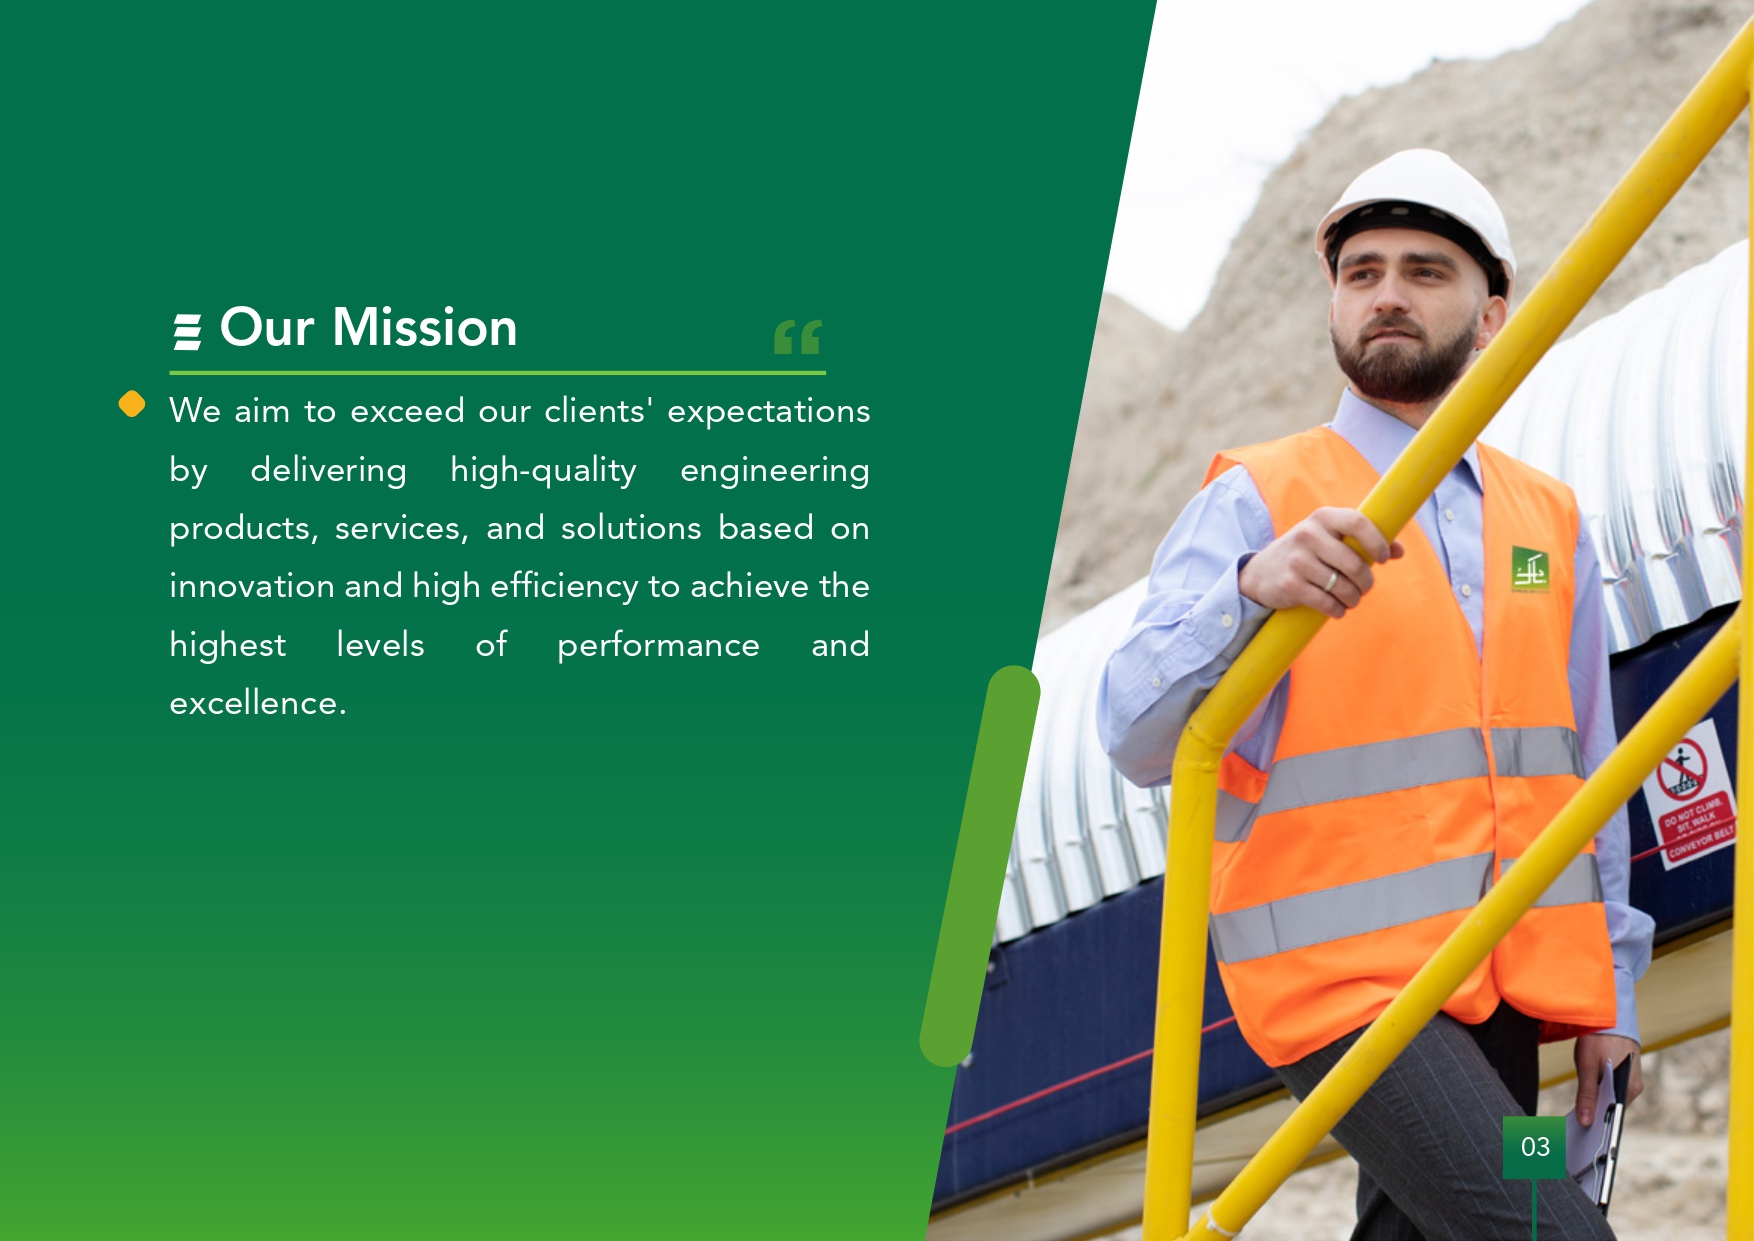 Our Mission
“
We aim to exceed our clients' expectations
by delivering high-quality engineering
products, services, and solutions based on
innovation and high efficiency to achieve the
highest levels of performance and
excellence.
DO NOT CLIMB,
SIT, WALK
CONVEYOR BELT
03